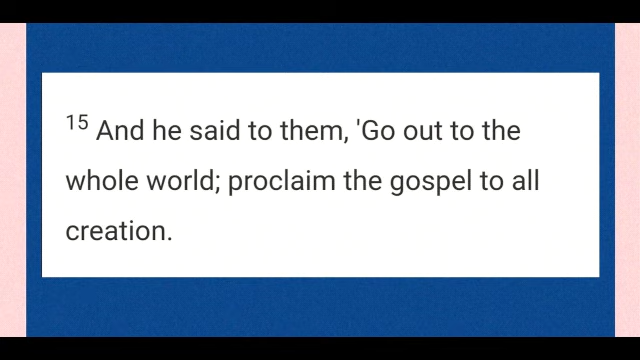 15 And he said to them, 'Go out to the
whole world; proclaim the gospel to all
creation.